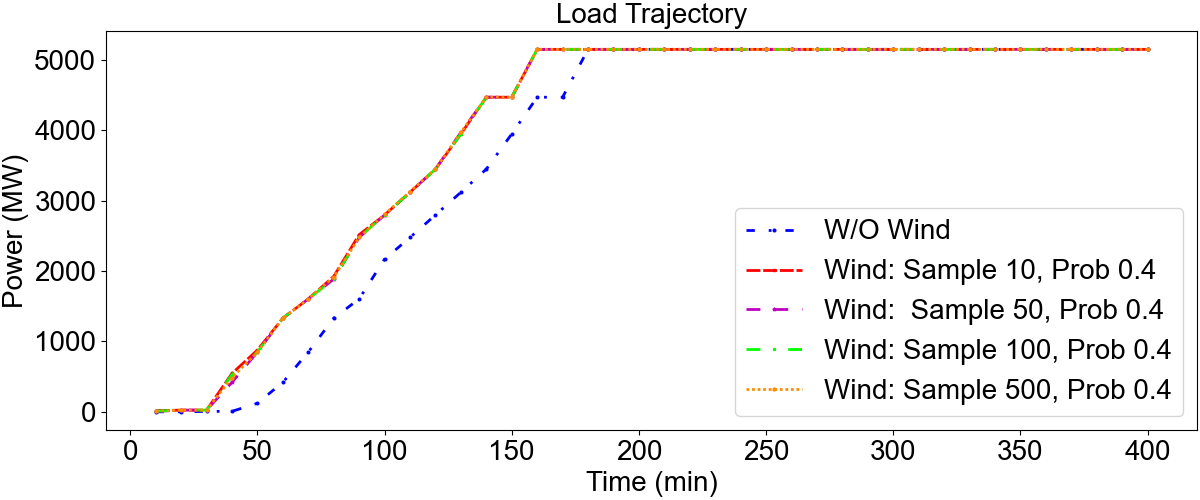 Load Trajectory
Power (MW)
5000
4000
3000
2000
1000
0
W/O Wind
Wind: Sample 10, Prob 0.4
Wind:  Sample 50, Prob 0.4
Wind: Sample 100, Prob 0.4
Wind: Sample 500, Prob 0.4
0 50 100 150 200 250 300 350 400
Time (min)